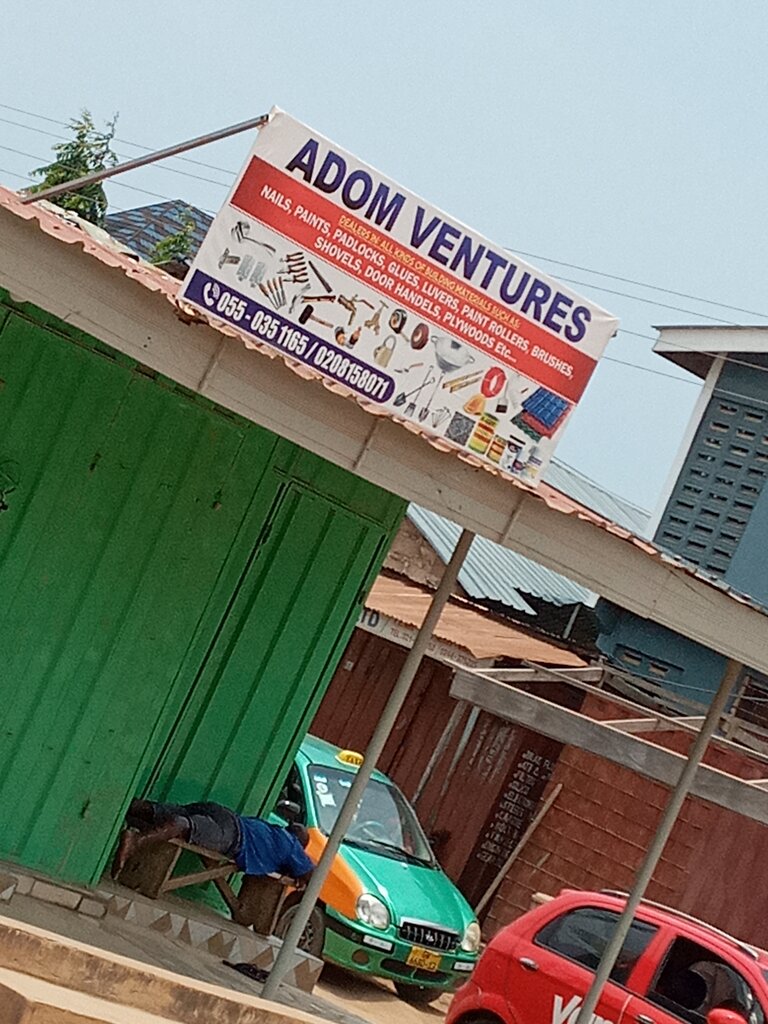 ADOM VENTURES
DEALERS IN ALL KINDS OF BUILDING MATERIALS SUCH AS:
NAILS, PAINTS, PADLOCKS, GLUES, LUVERS, PAINT ROLLERS, BRUSHES,
SHOVELS, DOOR HANDELS, PLYWOODS Etc...
055 - 035 1165 / 0208158071
TAXI